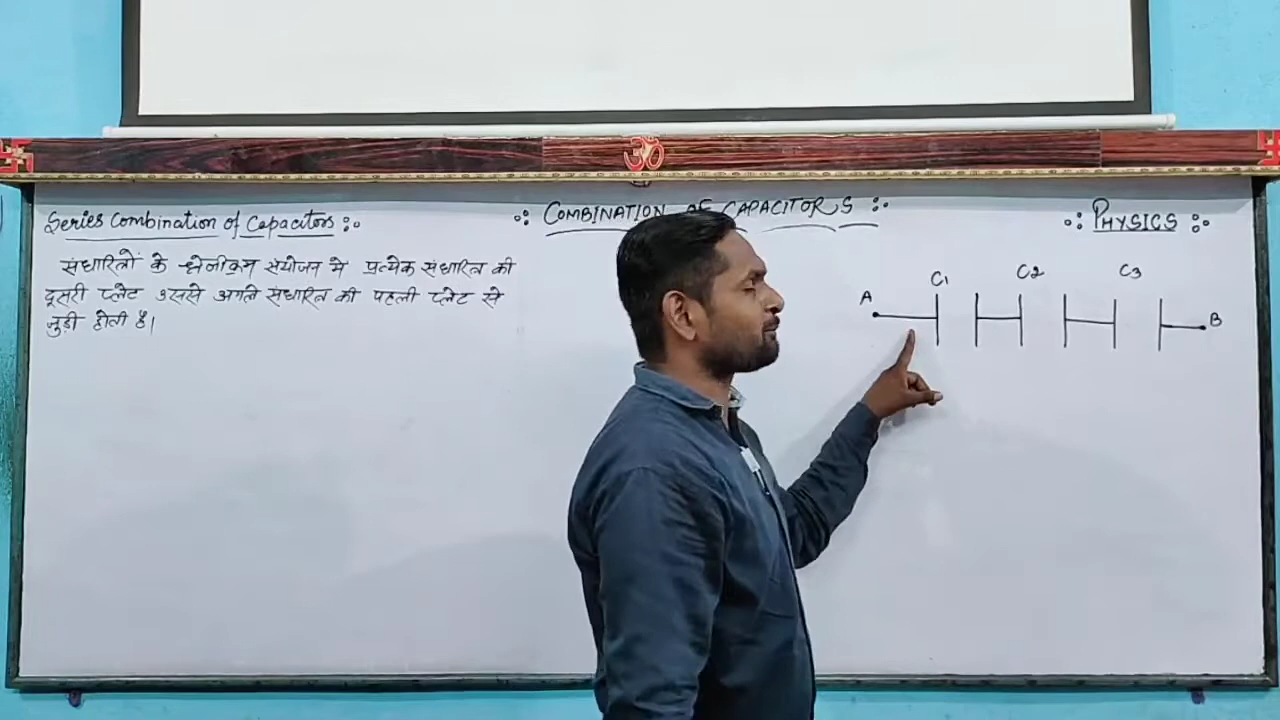 Series Combination of Capacitors :
: COMBINATION OF CAPACITORS :
: PHYSICS :
संधारित्रों के श्रेणीक्रम संयोजन में प्रत्येक संधारित्र की
दूसरी प्लेट उससे अगले संधारित्र की पहली प्लेट से
जुडी होती है।
C1 C2 C3
A B
ॐ